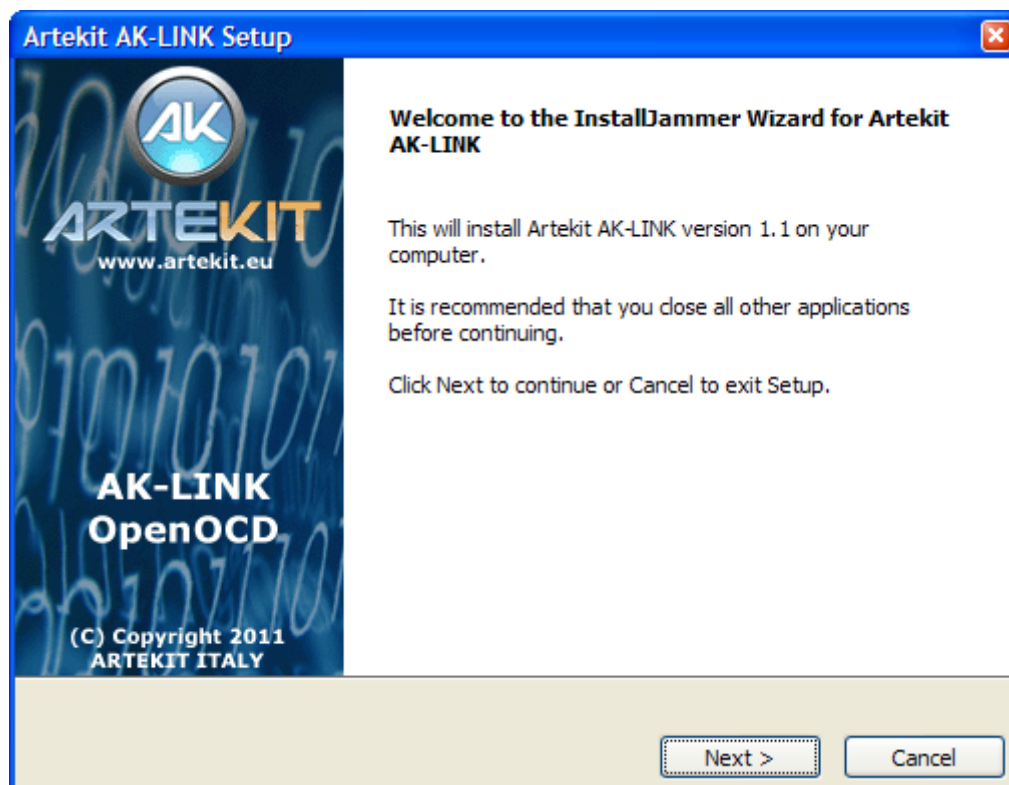 Artekit AK-LINK Setup
AK
ARTEKIT
www.artekit.eu
AK-LINK
OpenOCD
(C) Copyright 2011
ARTEKIT ITALY
Welcome to the InstallJammer Wizard for Artekit
AK-LINK
This will install Artekit AK-LINK version 1.1 on your
computer.
It is recommended that you close all other applications
before continuing.
Click Next to continue or Cancel to exit Setup.
Next >
Cancel